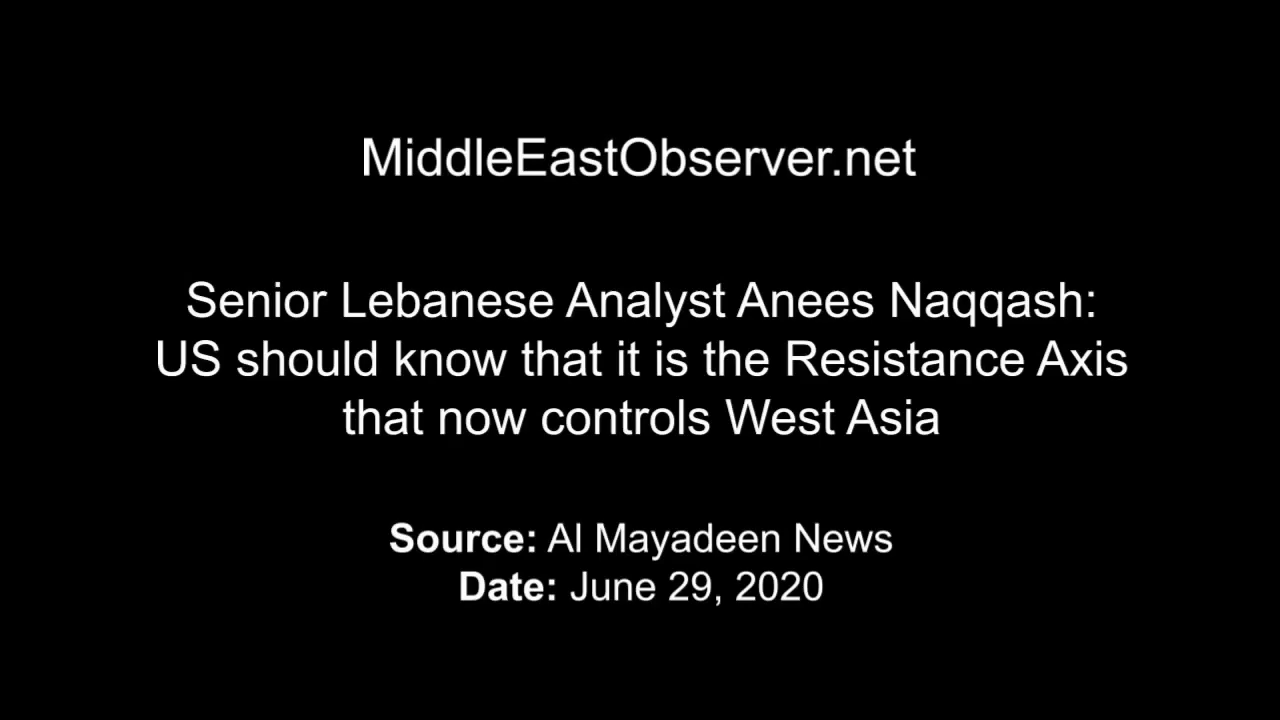 MiddleEastObserver.net
Senior Lebanese Analyst Anees Naqqash:
US should know that it is the Resistance Axis
that now controls West Asia
Source: Al Mayadeen News
Date: June 29, 2020